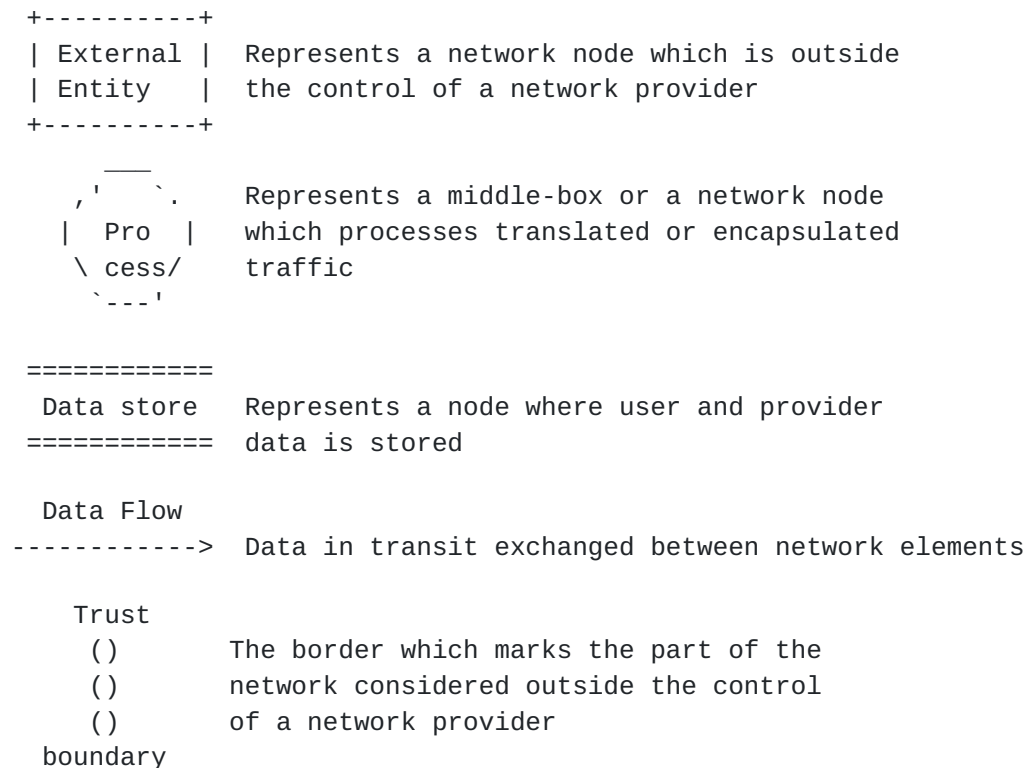 +----------+
| External |  Represents a network node which is outside
| Entity   |  the control of a network provider
+----------+
     ___
   ,'   `.    Represents a middle-box or a network node
  |  Pro  |   which processes translated or encapsulated
   \ cess/    traffic
    `---'
============
 Data store   Represents a node where user and provider
============  data is stored
 Data Flow
------------>  Data in transit exchanged between network elements
   Trust
    ()       The border which marks the part of the
    ()       network considered outside the control
    ()       of a network provider
 boundary